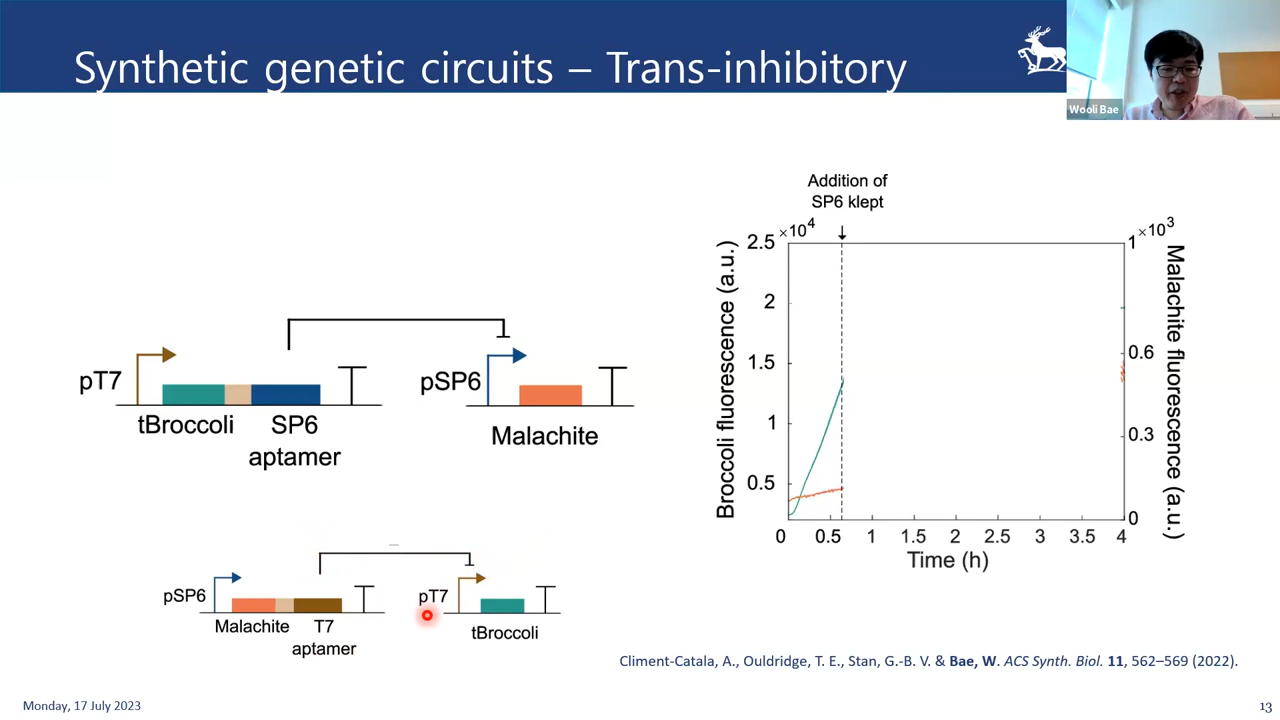 Synthetic genetic circuits – Trans-inhibitory
Wooli Bae
Addition of
SP6 klept
×10⁴
1 ×10³
2.5
2
1.5
1
0.5
Broccoli fluorescence (a.u.)
0.6
0.3
0
Malachite fluorescence (a.u.)
0 0.5 1 1.5 2 2.5 3 3.5 4
Time (h)
pT7
tBroccoli
SP6
aptamer
pSP6
Malachite
pSP6
Malachite
T7
aptamer
pT7
tBroccoli
Climent-Catala, A., Ouldridge, T. E., Stan, G.-B. V. & Bae, W. ACS Synth. Biol. 11, 562–569 (2022).
Monday, 17 July 2023
13